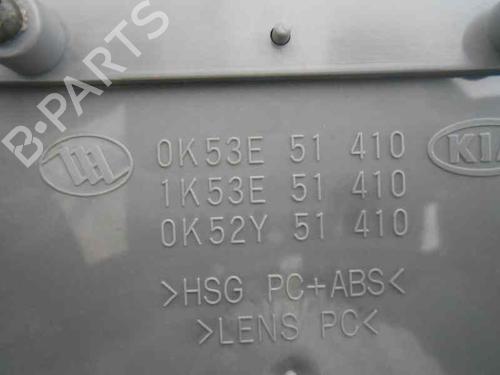 B-PARTS
0K53E 51 410
1K53E 51 410
0K52Y 51 410
KIA
>HSG PC+ABS<
>LENS PC<